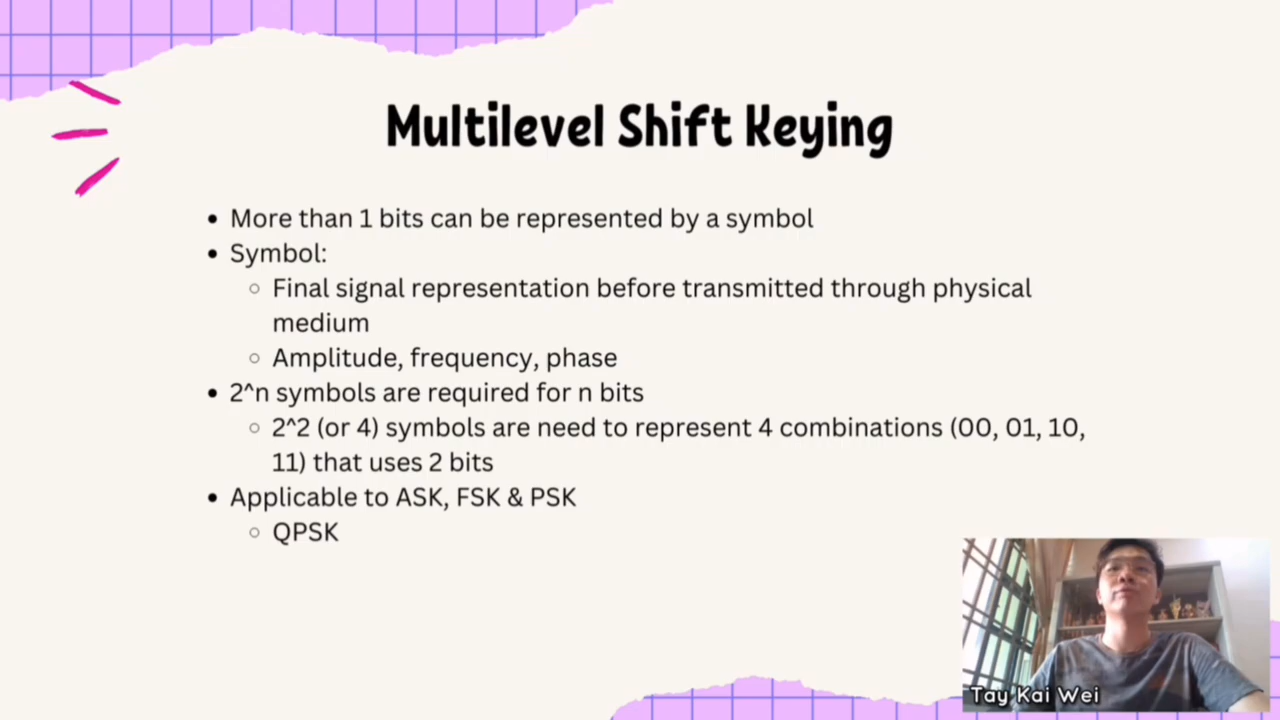 Multilevel Shift Keying
• More than 1 bits can be represented by a symbol
• Symbol:
◦ Final signal representation before transmitted through physical
medium
◦ Amplitude, frequency, phase
• 2^n symbols are required for n bits
◦ 2^2 (or 4) symbols are need to represent 4 combinations (00, 01, 10,
11) that uses 2 bits
• Applicable to ASK, FSK & PSK
◦ QPSK
Tay Kai Wei